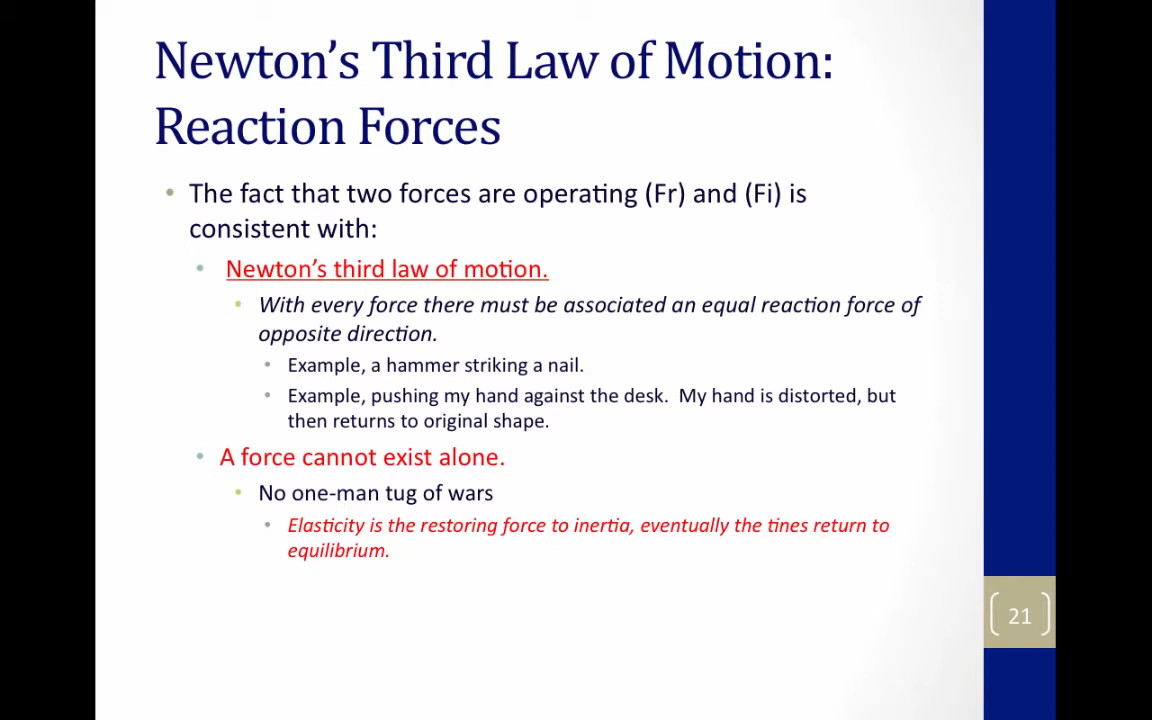 Newton's Third Law of Motion:
Reaction Forces
• The fact that two forces are operating (Fr) and (Fi) is
consistent with:
• Newton's third law of motion.
• With every force there must be associated an equal reaction force of
opposite direction.
• Example, a hammer striking a nail.
• Example, pushing my hand against the desk.  My hand is distorted, but
then returns to original shape.
• A force cannot exist alone.
• No one-man tug of wars
• Elasticity is the restoring force to inertia, eventually the tines return to
equilibrium.
21